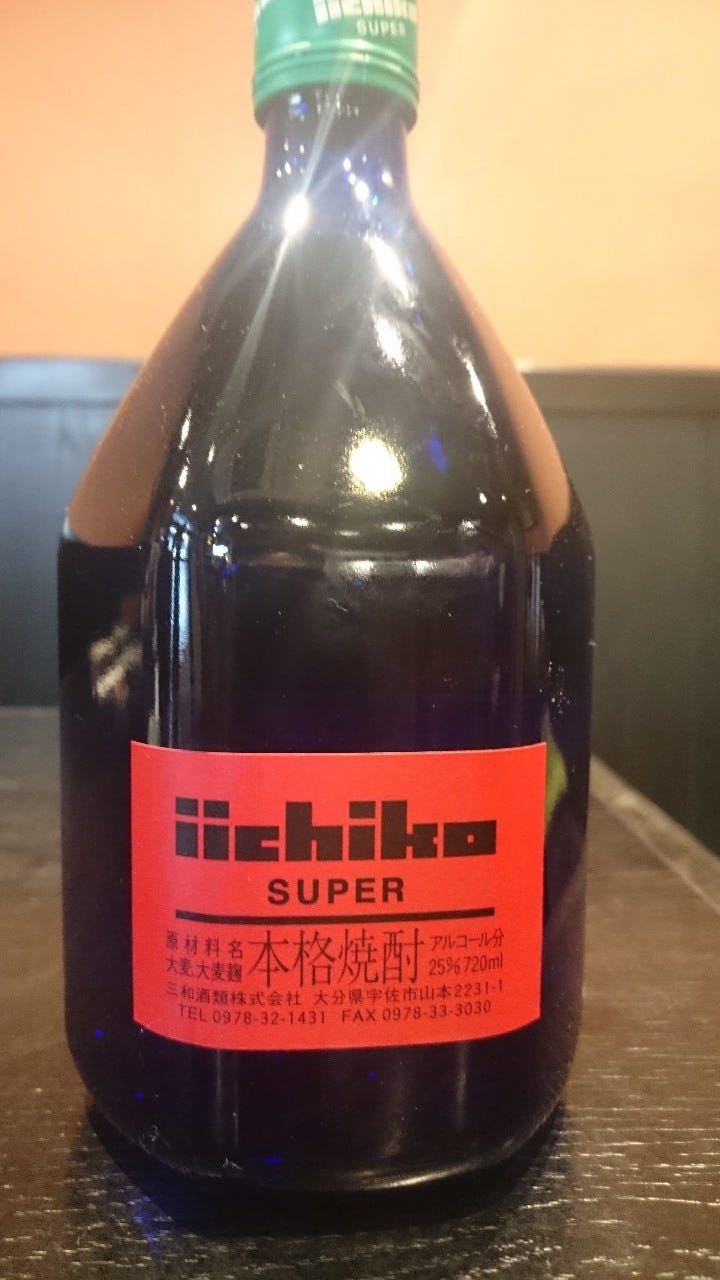 iichiko
SUPER
iichiko
SUPER
原材料名
大麦、大麦麹
本格焼酎
アルコール分
25% 720ml
三和酒類株式会社 大分県宇佐市山本2231-1
TEL 0978-32-1431 FAX 0978-33-3030